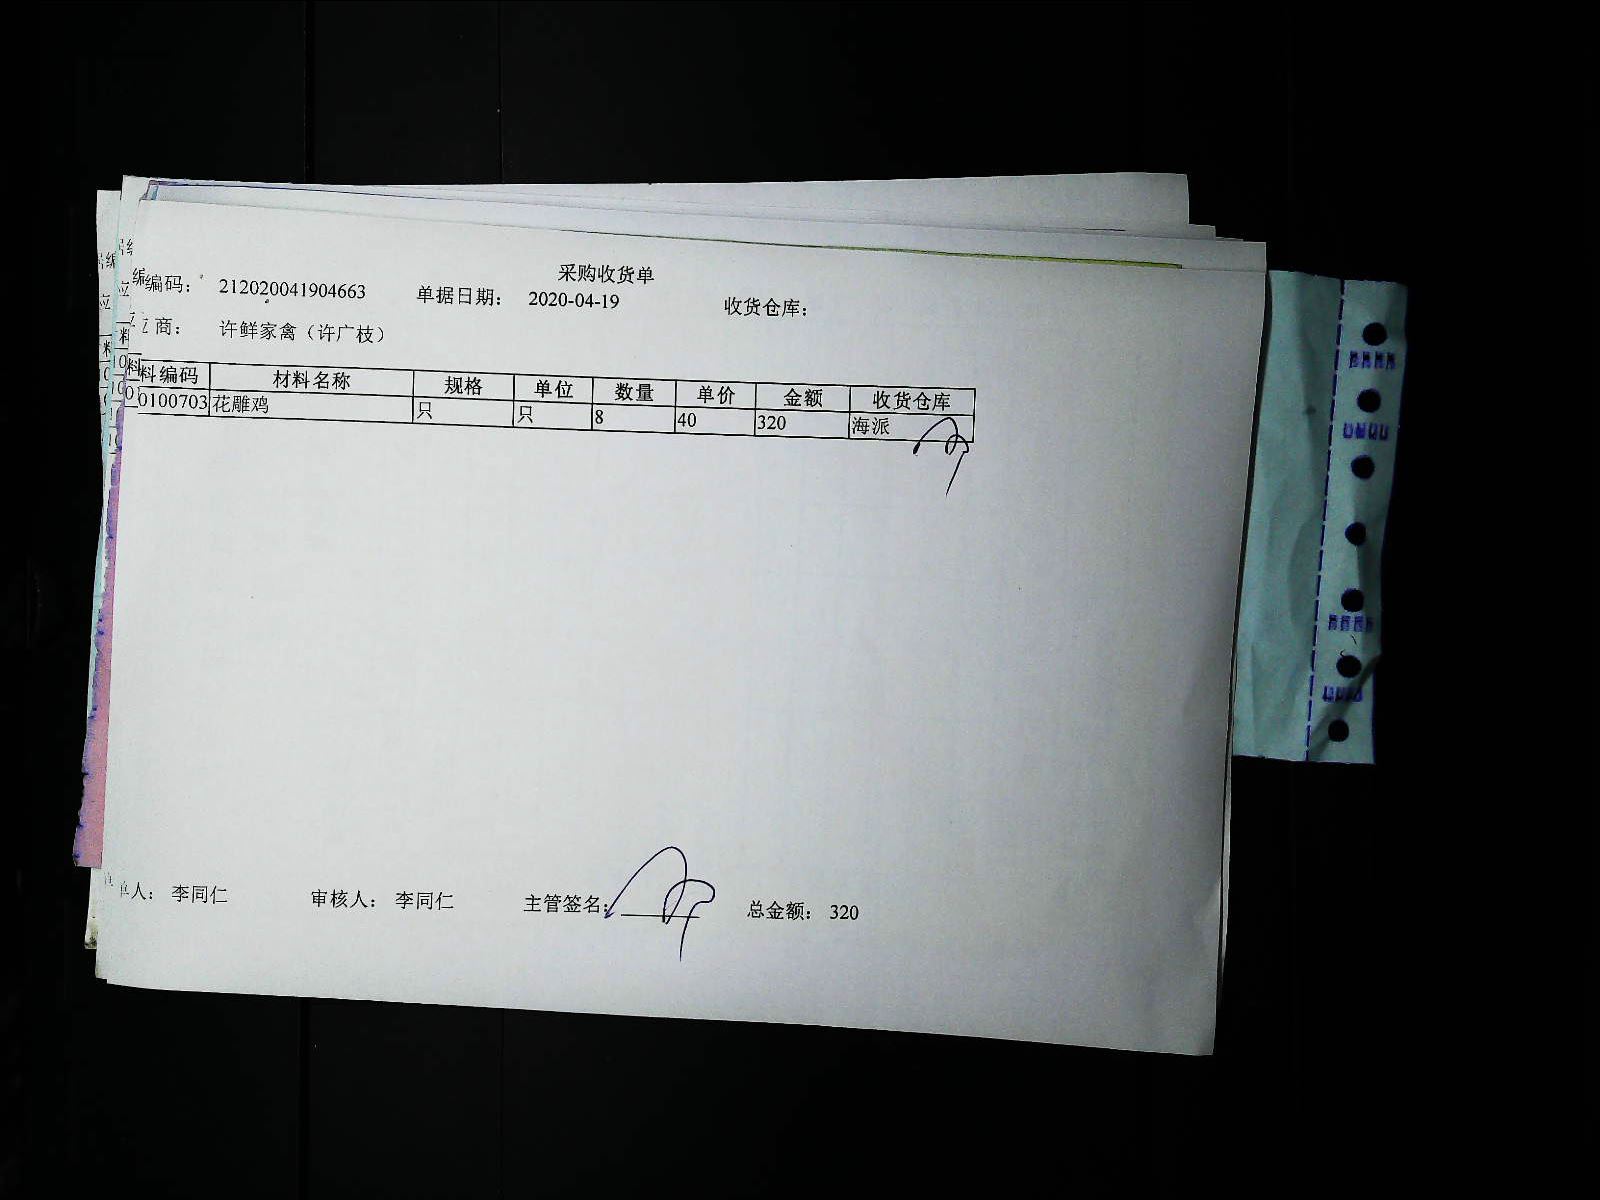 采购收货单
编码： 212020041904663 单据日期： 2020-04-19 收货仓库：
应商： 许鲜家禽（许广枝）
料编码 材料名称 规格 单位 数量 单价 金额 收货仓库
0100703 花雕鸡 只 只 8 40 320 海派
单人： 李同仁 审核人： 李同仁 主管签名： 总金额： 320